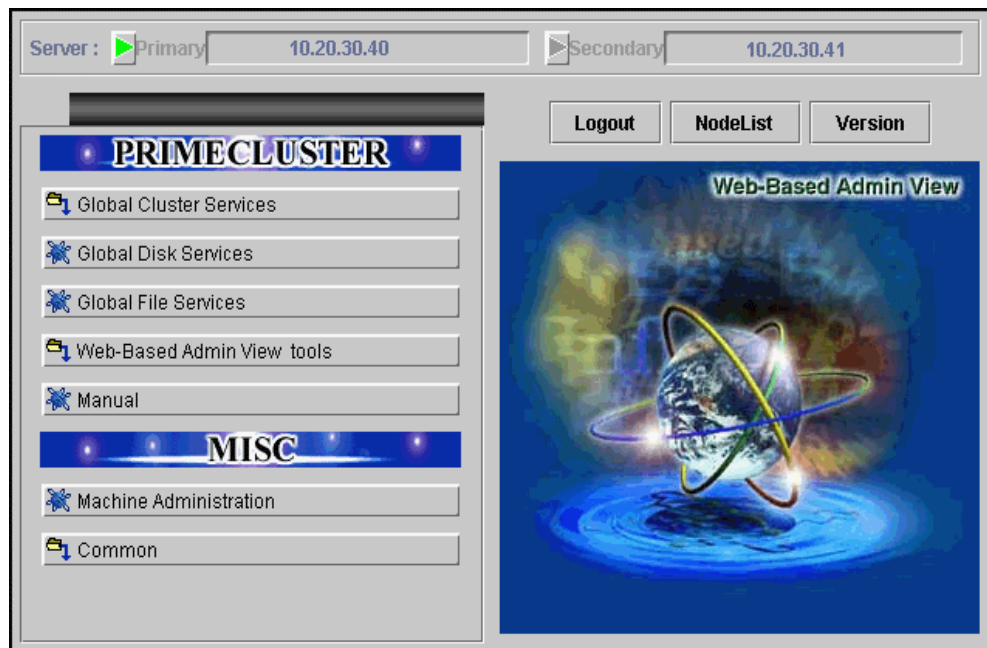 Server : Primary 10.20.30.40 Secondary 10.20.30.41
Logout NodeList Version
PRIMECLUSTER
Global Cluster Services
Global Disk Services
Global File Services
Web-Based Admin View tools
Manual
MISC
Machine Administration
Common
Web-Based Admin View